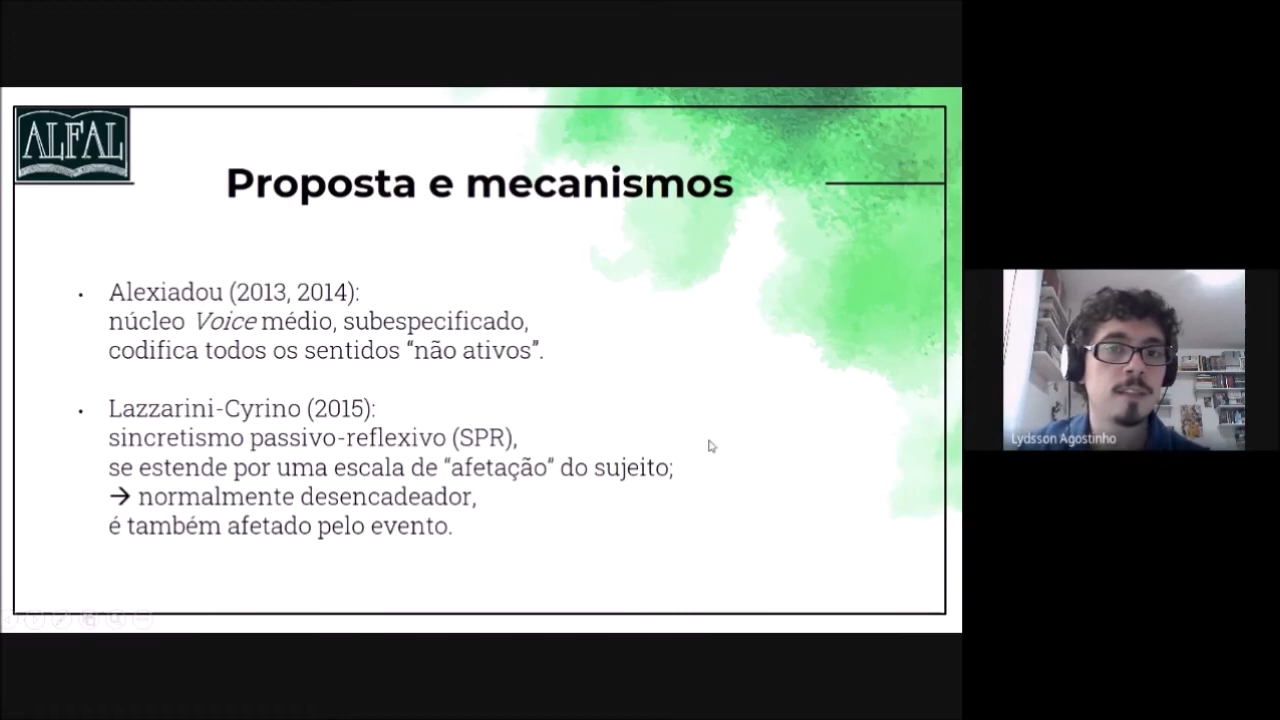 ALFAL
Proposta e mecanismos
• Alexiadou (2013, 2014):
núcleo Voice médio, subespecificado,
codifica todos os sentidos “não ativos”.
• Lazzarini-Cyrino (2015):
sincretismo passivo-reflexivo (SPR),
se estende por uma escala de “afetação” do sujeito;
→ normalmente desencadeador,
é também afetado pelo evento.
Lydsson Agostinho